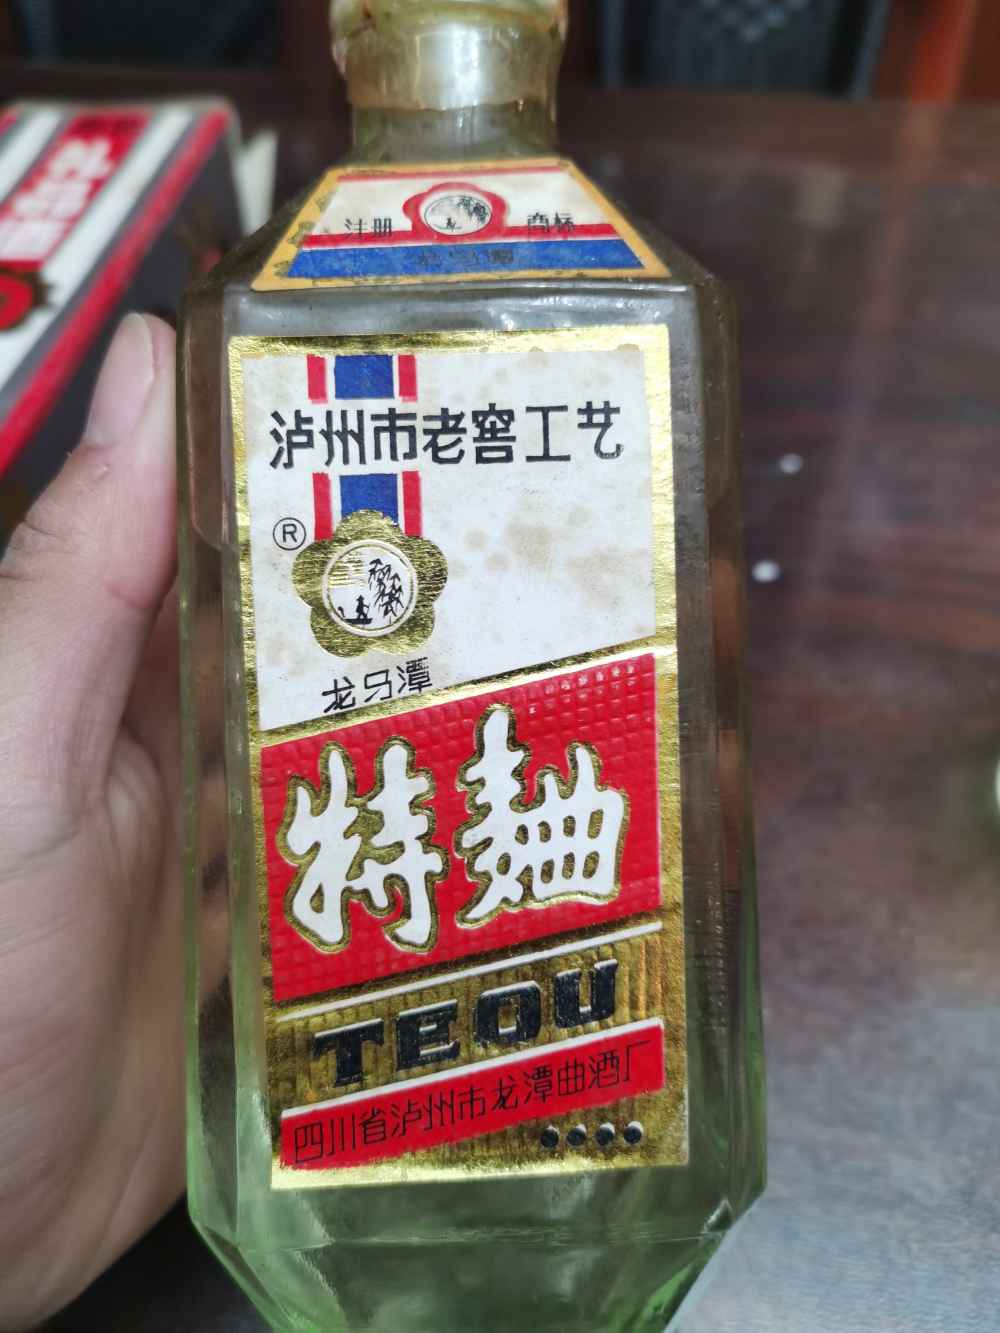 注册 商标
泸州市老窖工艺
®
龙马潭
特麯
TEQU
四川省泸州市龙潭曲酒厂